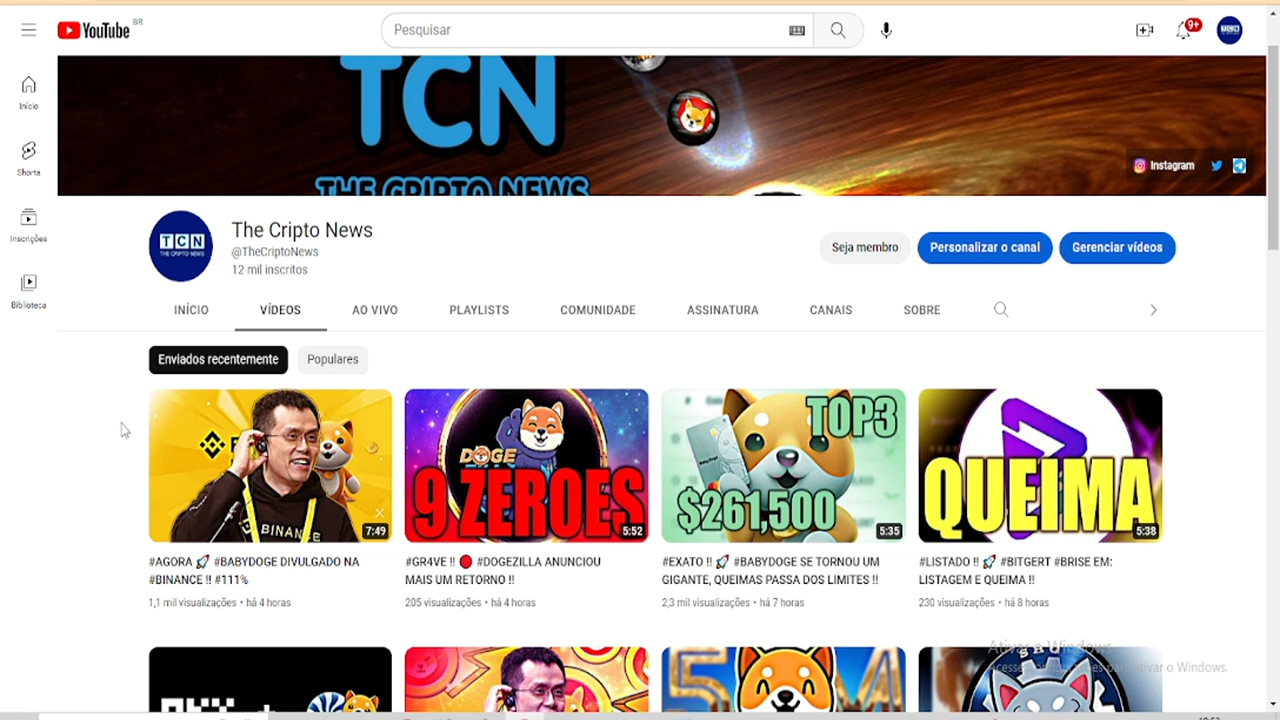 YouTube BR
Pesquisar
9+
Início
Shorts
Inscrições
Biblioteca
TCN
THE CRIPTO NEWS
Instagram
TCN
THE CRIPTO NEWS
The Cripto News
@TheCriptoNews
12 mil inscritos
Seja membro
Personalizar o canal
Gerenciar vídeos
INÍCIO
VÍDEOS
AO VIVO
PLAYLISTS
COMUNIDADE
ASSINATURA
CANAIS
SOBRE
Enviados recentemente
Populares
BINANCE
7:49
DOGE
9 ZEROES
5:52
TOP3
$261,500
5:35
QUEIMA
5:38
#AGORA 🚀 #BABYDOGE DIVULGADO NA
#BINANCE !! #111%
1,1 mil visualizações • há 4 horas
#GR4VE !! 🔴 #DOGEZILLA ANUNCIOU
MAIS UM RETORNO !!
205 visualizações • há 4 horas
#EXATO !! 🚀 #BABYDOGE SE TORNOU UM
GIGANTE, QUEIMAS PASSA DOS LIMITES !!
2,3 mil visualizações • há 7 horas
#LISTADO !! 🚀 #BITGERT #BRISE EM:
LISTAGEM E QUEIMA !!
230 visualizações • há 8 horas
Ativar o Windows
ativar o Windows.